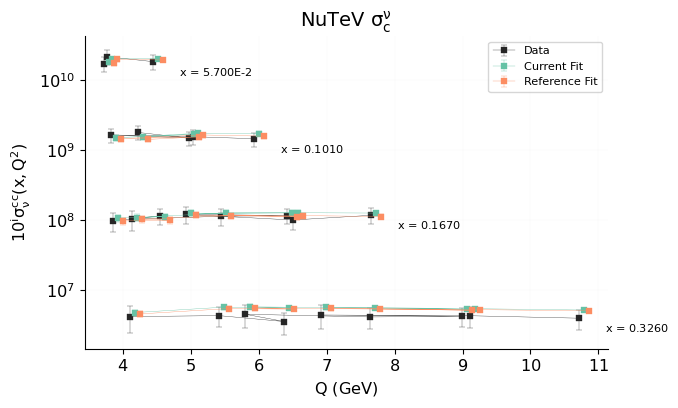 NuTeV σ_c^ν
10^iσ_ν^cc(x, Q^2)
10^10
10^9
10^8
10^7
Data
Current Fit
Reference Fit
x = 5.700E-2
x = 0.1010
x = 0.1670
x = 0.3260
4 5 6 7 8 9 10 11
Q (GeV)